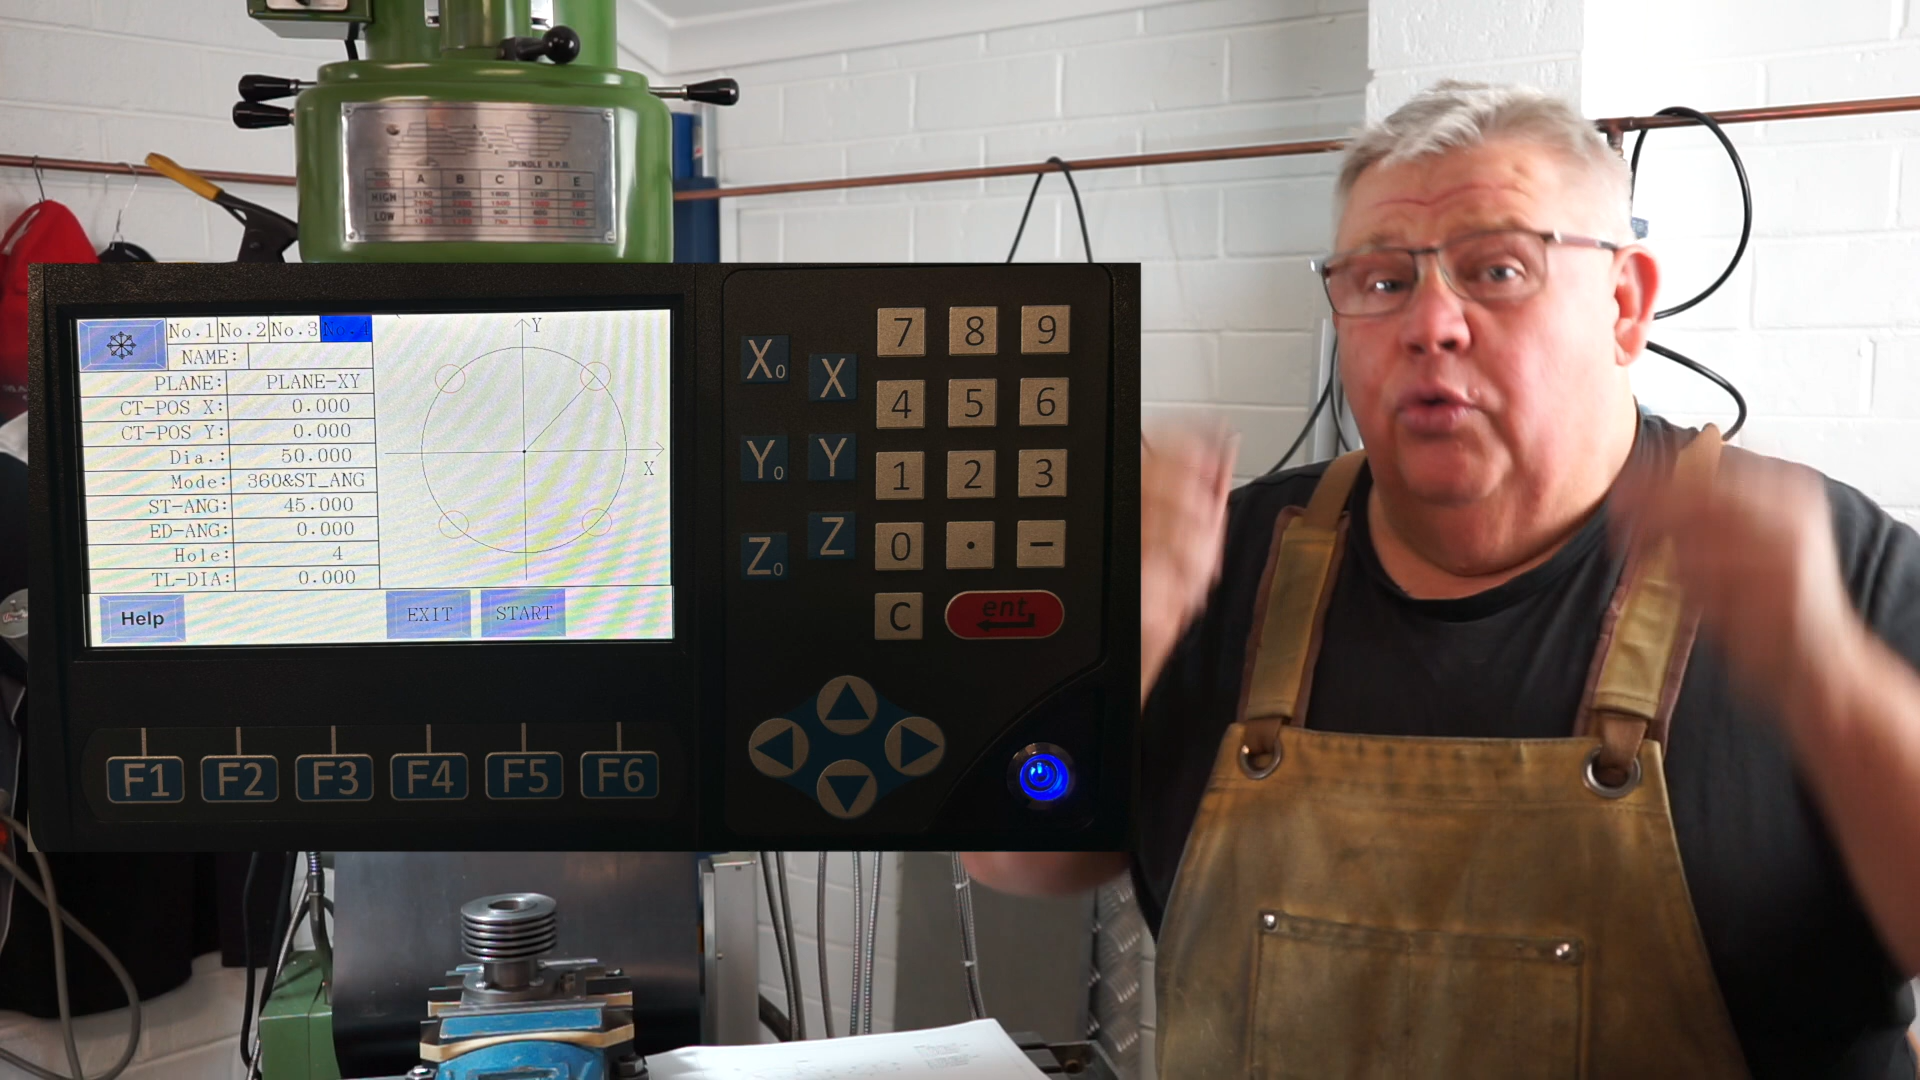 SPINDLE R.P.M.
A B C D E
HIGH
LOW
No.1 No.2 No.3 No.4
NAME:
PLANE: PLANE-XY
CT-POS X: 0.000
CT-POS Y: 0.000
Dia.: 50.000
Mode: 360&ST_ANG
ST-ANG: 45.000
ED-ANG: 0.000
Hole: 4
TL-DIA: 0.000
Y
X
Help
EXIT
START
F1 F2 F3 F4 F5 F6
X0 X
Y0 Y
Z0 Z
7 8 9
4 5 6
1 2 3
0 . -
C ent